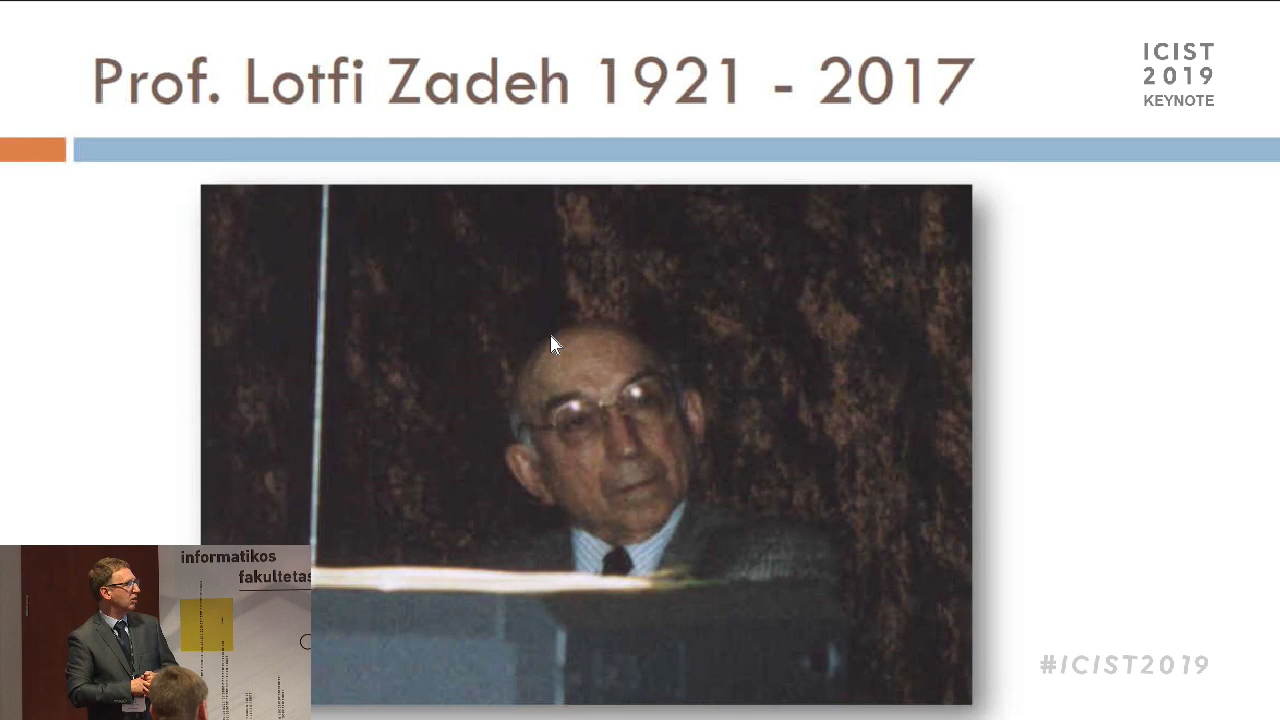 Prof. Lotfi Zadeh 1921 - 2017
ICIST
2019
KEYNOTE
informatikos
fakultetas
#ICIST2019